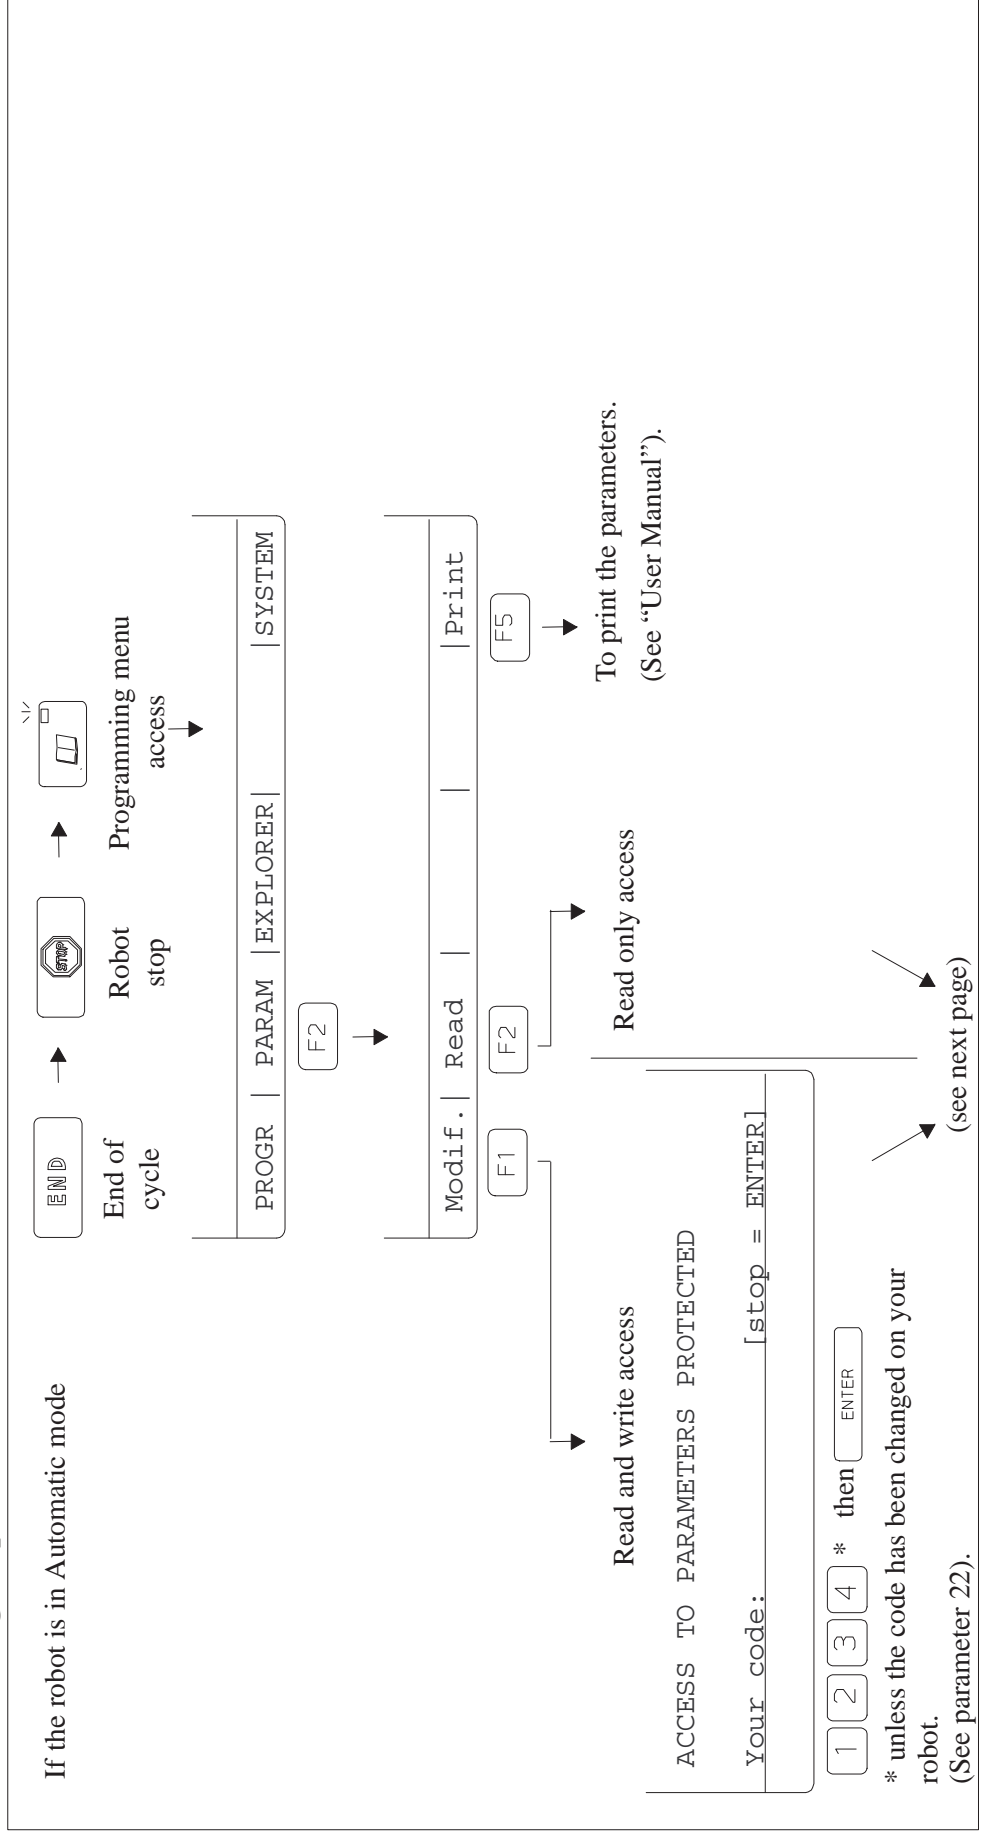 If the robot is in Automatic mode
END
STOP
End of
cycle
Robot
stop
Programming menu
access
PROGR | PARAM |EXPLORER| |SYSTEM
F2
Modif.| Read | | |Print
F1
F2
F5
Read and write access
Read only access
To print the parameters.
(See “User Manual”).
ACCESS TO PARAMETERS PROTECTED
Your code: [stop = ENTER]
1 2 3 4 * then ENTER
* unless the code has been changed on your
robot.
(See parameter 22).
(see next page)